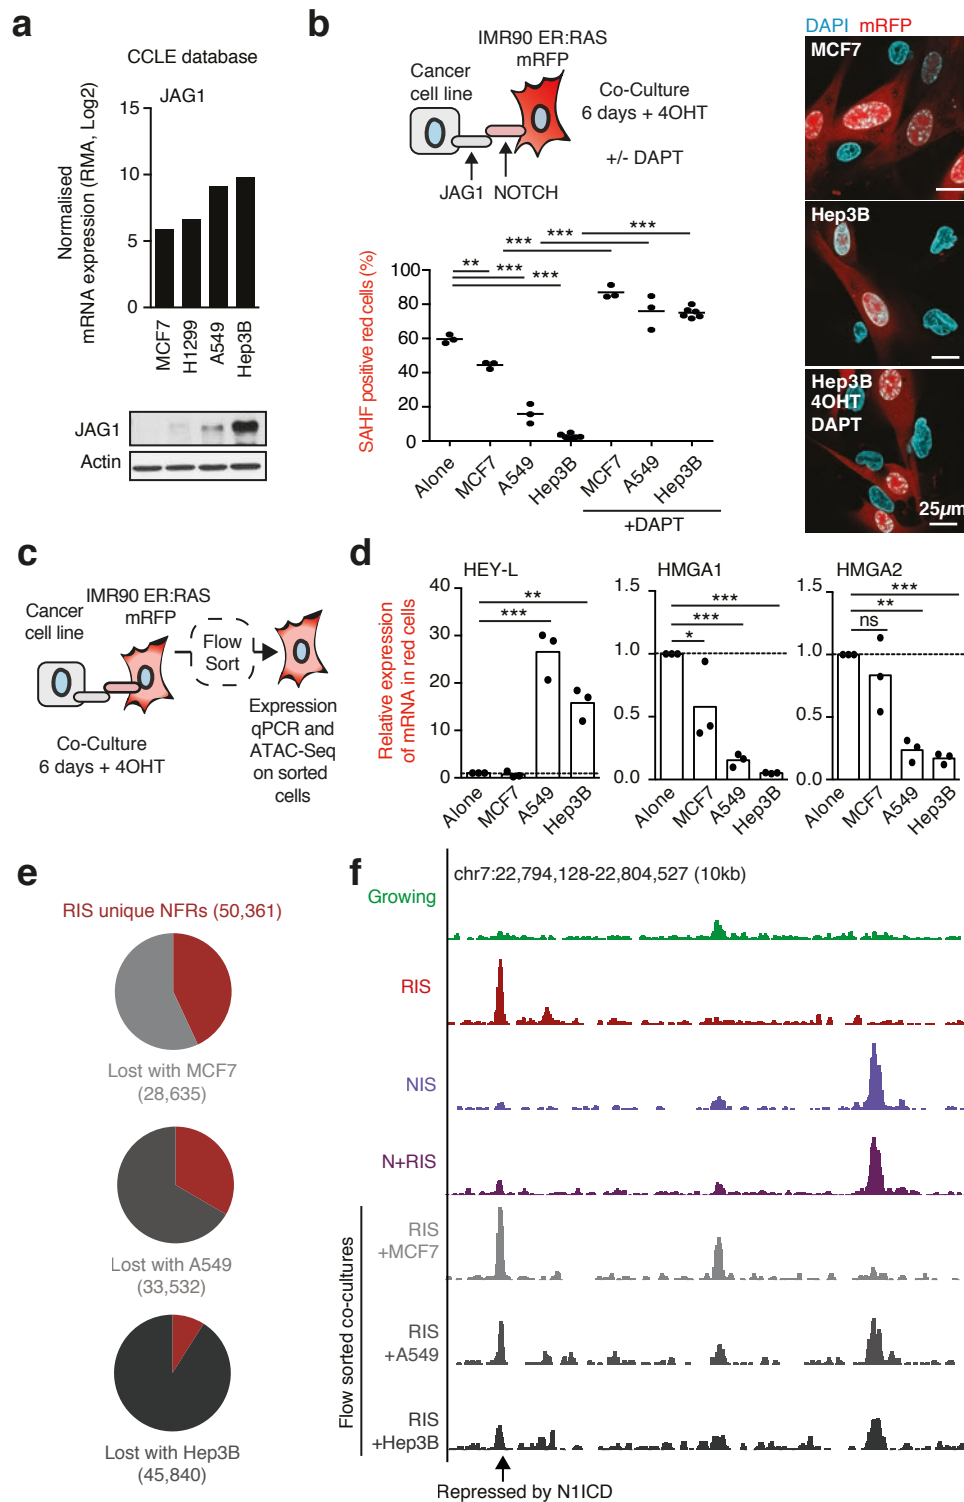 a
CCLE database
JAG1
Normalised
mRNA expression (RMA, Log2)
15
10
5
0
MCF7
H1299
A549
Hep3B
JAG1
Actin
b
IMR90 ER:RAS
mRFP
Cancer
cell line
Co-Culture
6 days + 4OHT
+/- DAPT
JAG1
NOTCH
SAHF positive red cells (%)
100
80
60
40
20
0
**
***
***
***
***
***
Alone
MCF7
A549
Hep3B
MCF7
A549
Hep3B
+DAPT
DAPI mRFP
MCF7
Hep3B
Hep3B
4OHT
DAPT
25µm
c
IMR90 ER:RAS
mRFP
Cancer
cell line
Flow
Sort
Co-Culture
6 days + 4OHT
Expression
qPCR and
ATAC-Seq
on sorted
cells
d
Relative expression
of mRNA in red cells
HEY-L
40
30
20
10
0
**
***
Alone
MCF7
A549
Hep3B
HMGA1
1.5
1.0
0.5
0.0
***
***
*
Alone
MCF7
A549
Hep3B
HMGA2
1.5
1.0
0.5
0.0
***
**
ns
Alone
MCF7
A549
Hep3B
e
RIS unique NFRs (50,361)
Lost with MCF7
(28,635)
Lost with A549
(33,532)
Lost with Hep3B
(45,840)
f
chr7:22,794,128-22,804,527 (10kb)
Growing
RIS
NIS
N+RIS
Flow sorted co-cultures
RIS
+MCF7
RIS
+A549
RIS
+Hep3B
Repressed by N1ICD